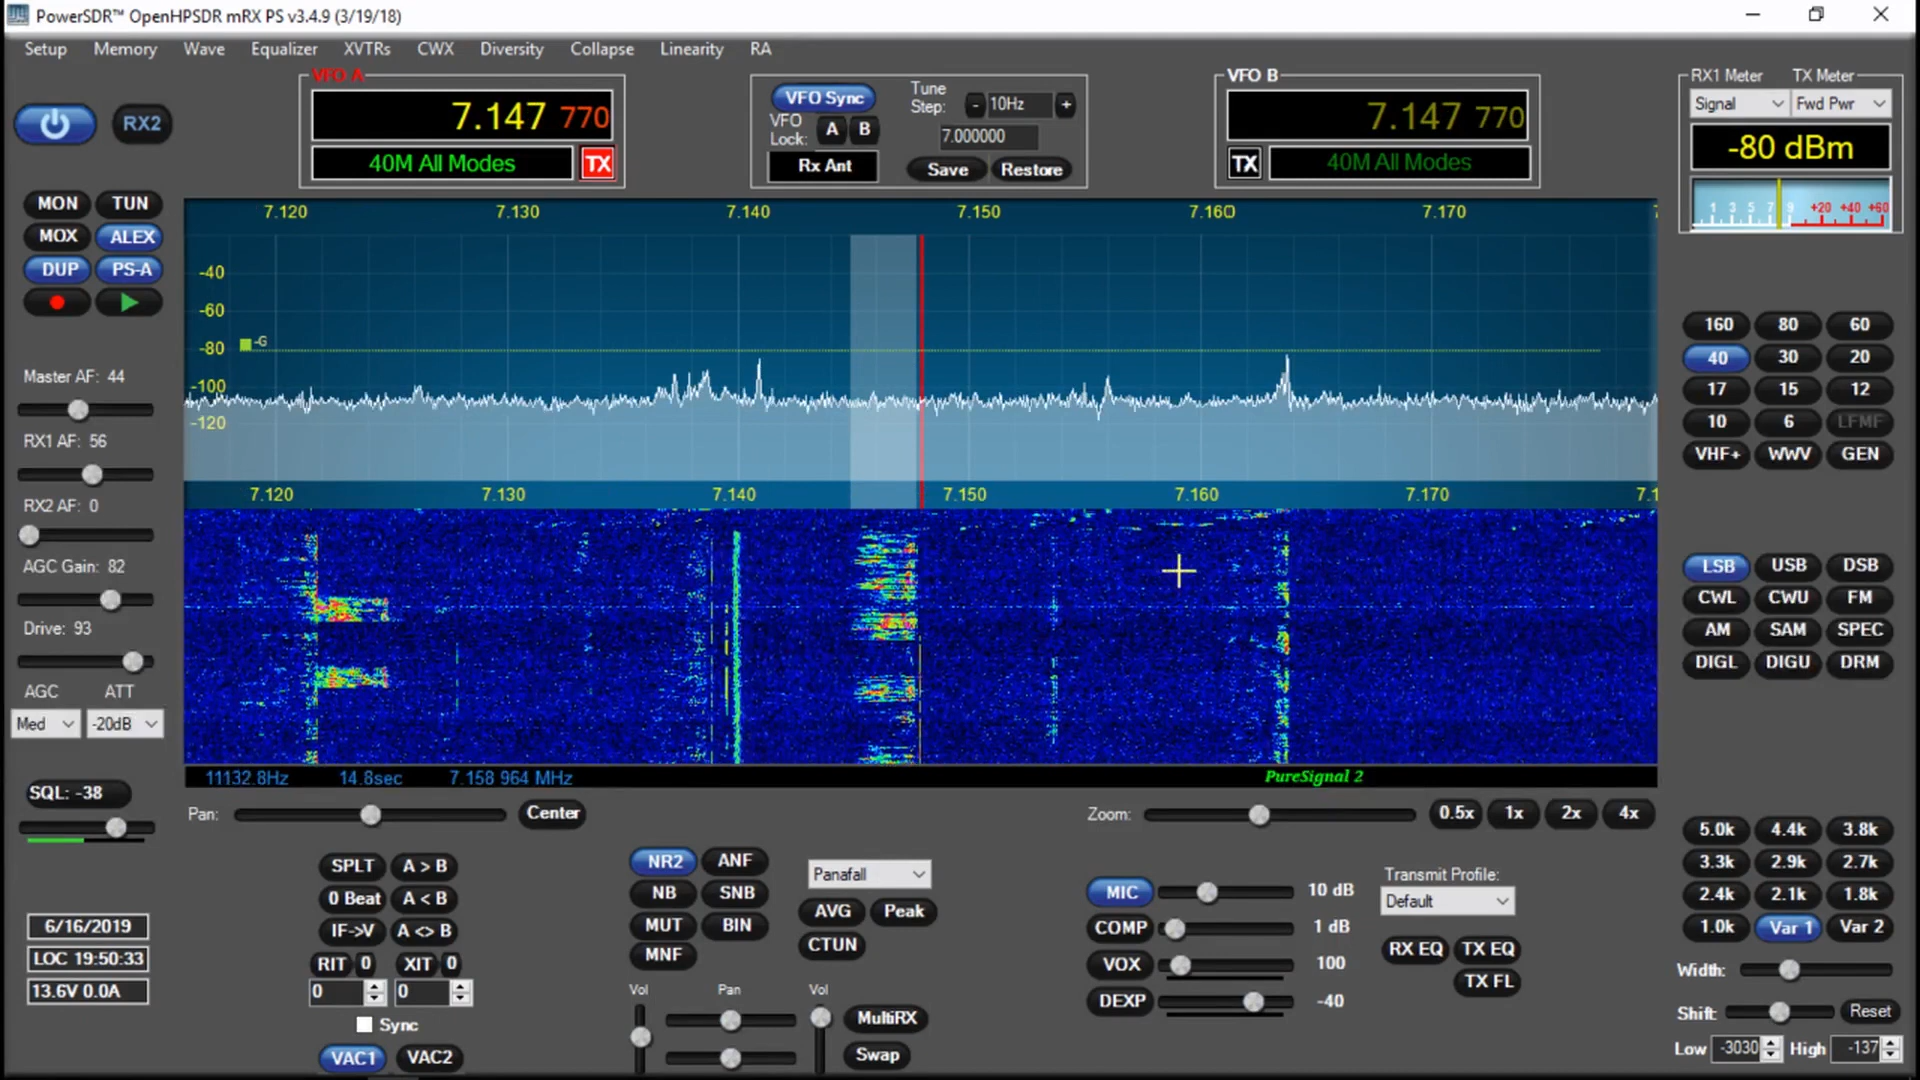 PowerSDR™ OpenHPSDR mRX PS v3.4.9 (3/19/18)
Setup Memory Wave Equalizer XVTRs CWX Diversity Collapse Linearity RA
VFO A
7.147 770
40M All Modes TX
VFO Sync
VFO Lock: A B
Rx Ant
Tune Step: - 10Hz +
7.000000
Save Restore
VFO B
7.147 770
TX 40M All Modes
RX1 Meter TX Meter
Signal Fwd Pwr
-80 dBm
1 3 5 7 9 +20 +40 +60
RX2
MON TUN
MOX ALEX
DUP PS-A
Master AF: 44
RX1 AF: 56
RX2 AF: 0
AGC Gain: 82
Drive: 93
AGC ATT
Med -20dB
SQL: -38
6/16/2019
LOC 19:50:33
13.6V 0.0A
7.120 7.130 7.140 7.150 7.160 7.170
-40
-60
-80 -G
-100
-120
7.120 7.130 7.140 7.150 7.160 7.170 7.1
11132.8Hz 14.8sec 7.158 964 MHz PureSignal 2
Pan: Center Zoom: 0.5x 1x 2x 4x
SPLT A > B
0 Beat A < B
IF->V A <> B
RIT 0 XIT 0
0 0
Sync
VAC1 VAC2
NR2 ANF
NB SNB
MUT BIN
MNF
Panafall
AVG Peak
CTUN
Vol Pan Vol
MultiRX
Swap
MIC 10 dB
COMP 1 dB
VOX 100
DEXP -40
Transmit Profile:
Default
RX EQ TX EQ
TX FL
160 80 60
40 30 20
17 15 12
10 6 LFMF
VHF+ WWV GEN
LSB USB DSB
CWL CWU FM
AM SAM SPEC
DIGL DIGU DRM
5.0k 4.4k 3.8k
3.3k 2.9k 2.7k
2.4k 2.1k 1.8k
1.0k Var 1 Var 2
Width:
Shift: Reset
Low -3030 High -137